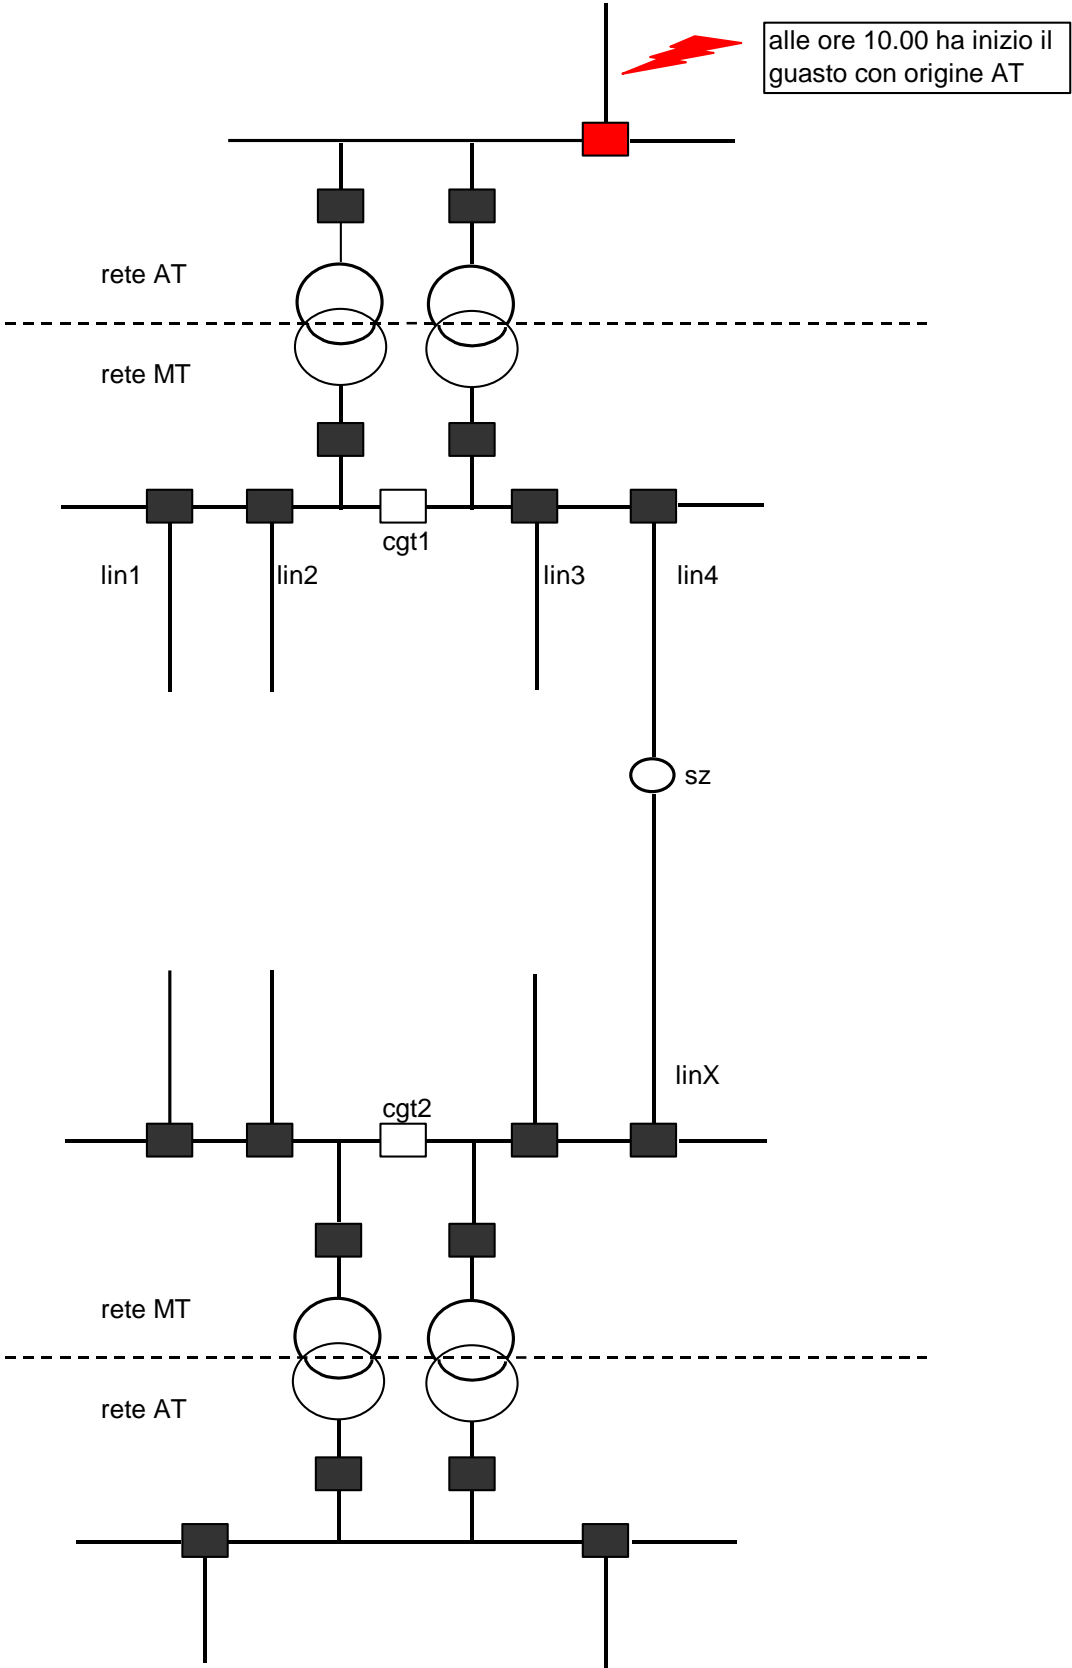 alle ore 10.00 ha inizio il
guasto con origine AT
rete AT
rete MT
cgt1
lin1
lin2
lin3
lin4
sz
linX
cgt2
rete MT
rete AT